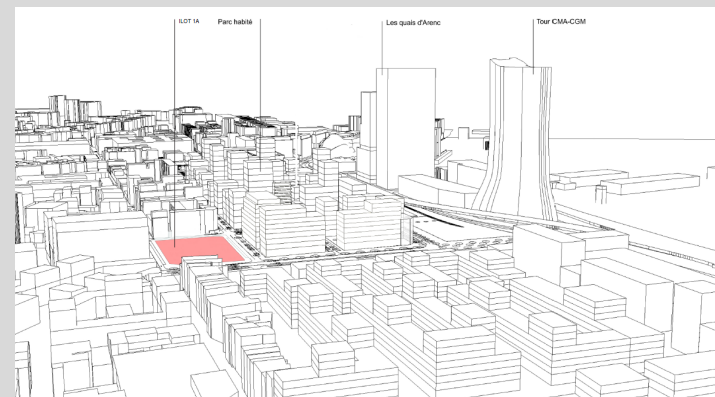 ILOT 1A
Parc habité
Les quais d'Arenc
Tour CMA-CGM